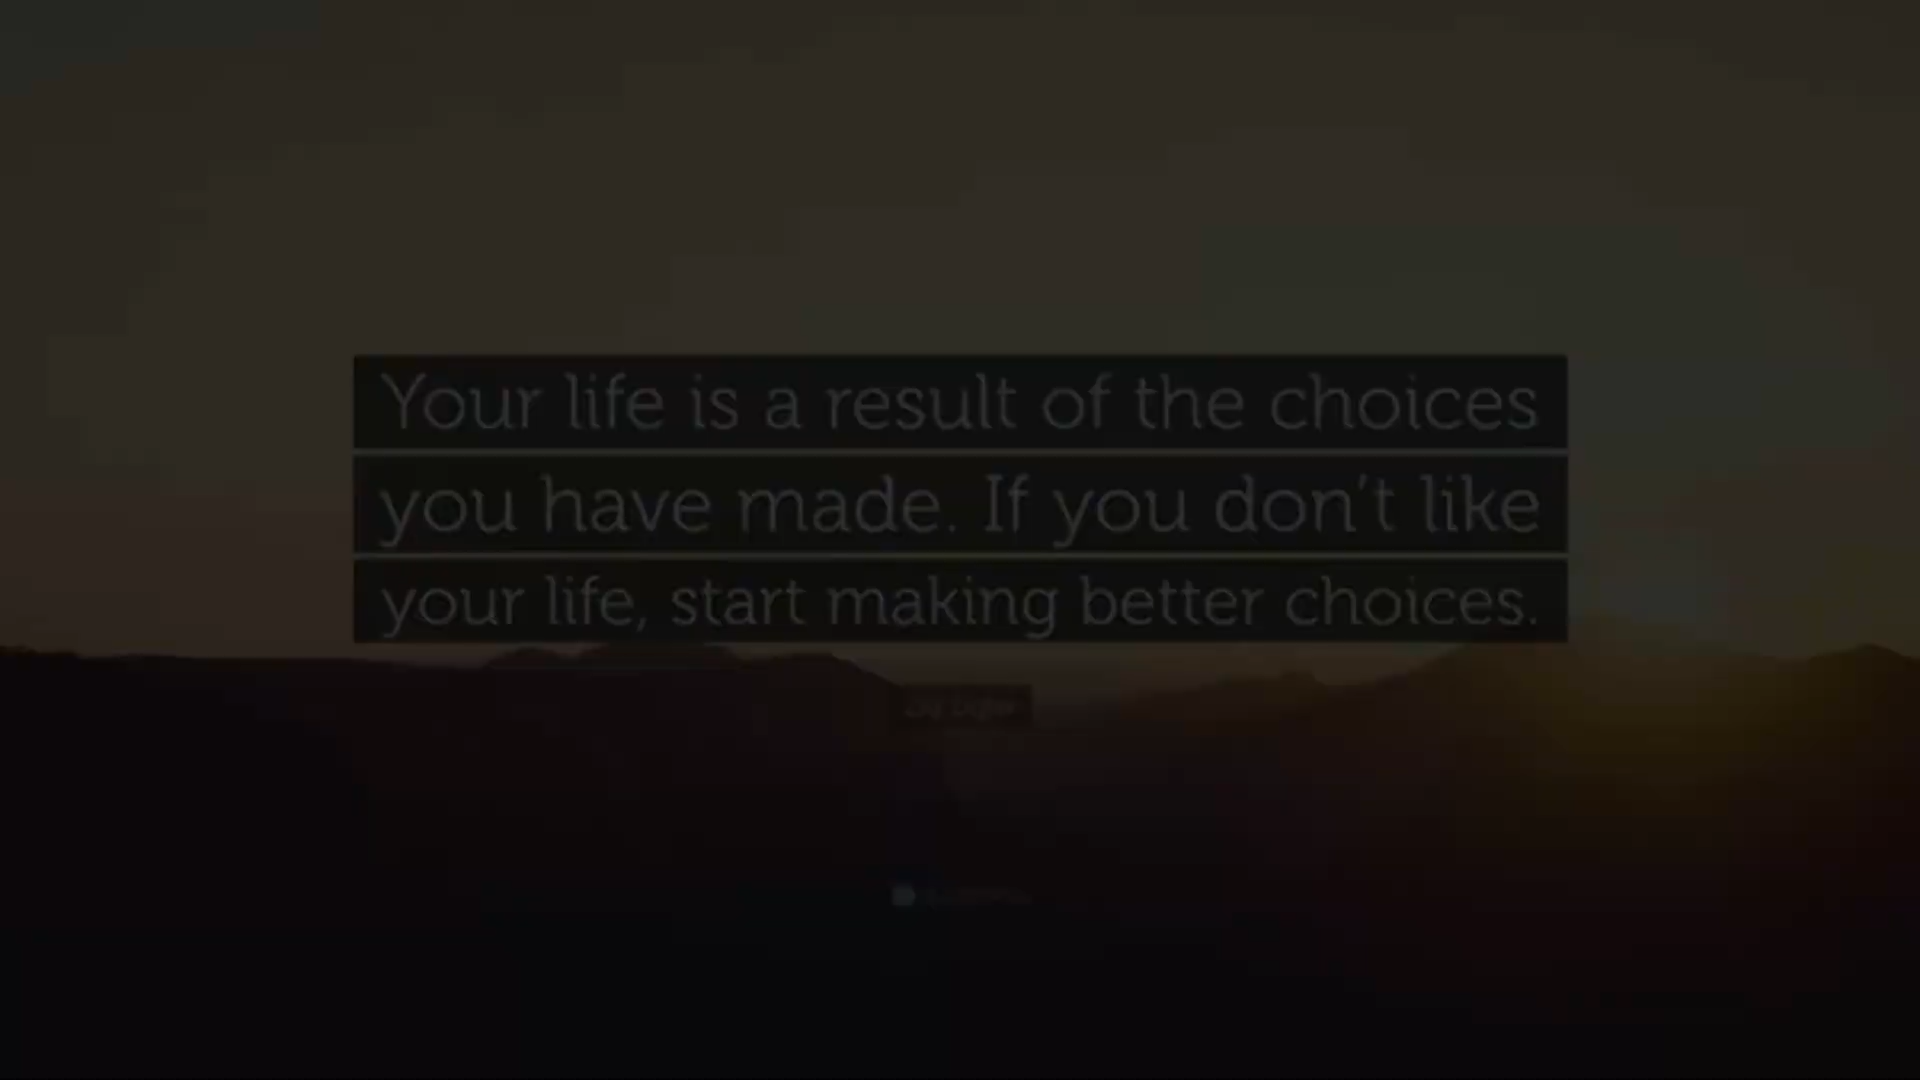 Your life is a result of the choices
you have made. If you don't like
your life, start making better choices.